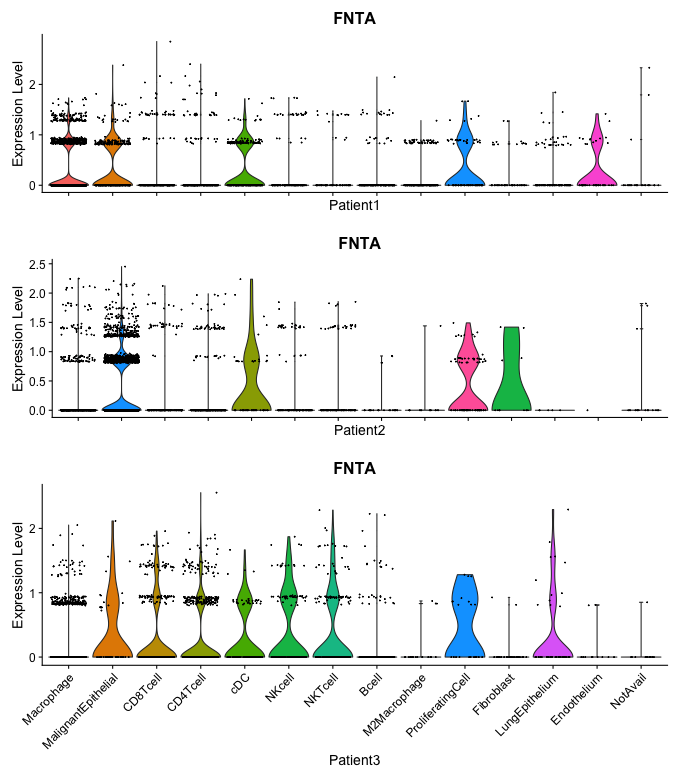 FNTA
Expression Level
2
1
0
Patient1
FNTA
Expression Level
2.5
2.0
1.5
1.0
0.5
0.0
Patient2
FNTA
Expression Level
2
1
0
Macrophage
MalignantEpithelial
CD8Tcell
CD4Tcell
cDC
NKcell
NKTcell
Bcell
M2Macrophage
ProliferatingCell
Fibroblast
LungEpithelium
Endothelium
NotAvail
Patient3